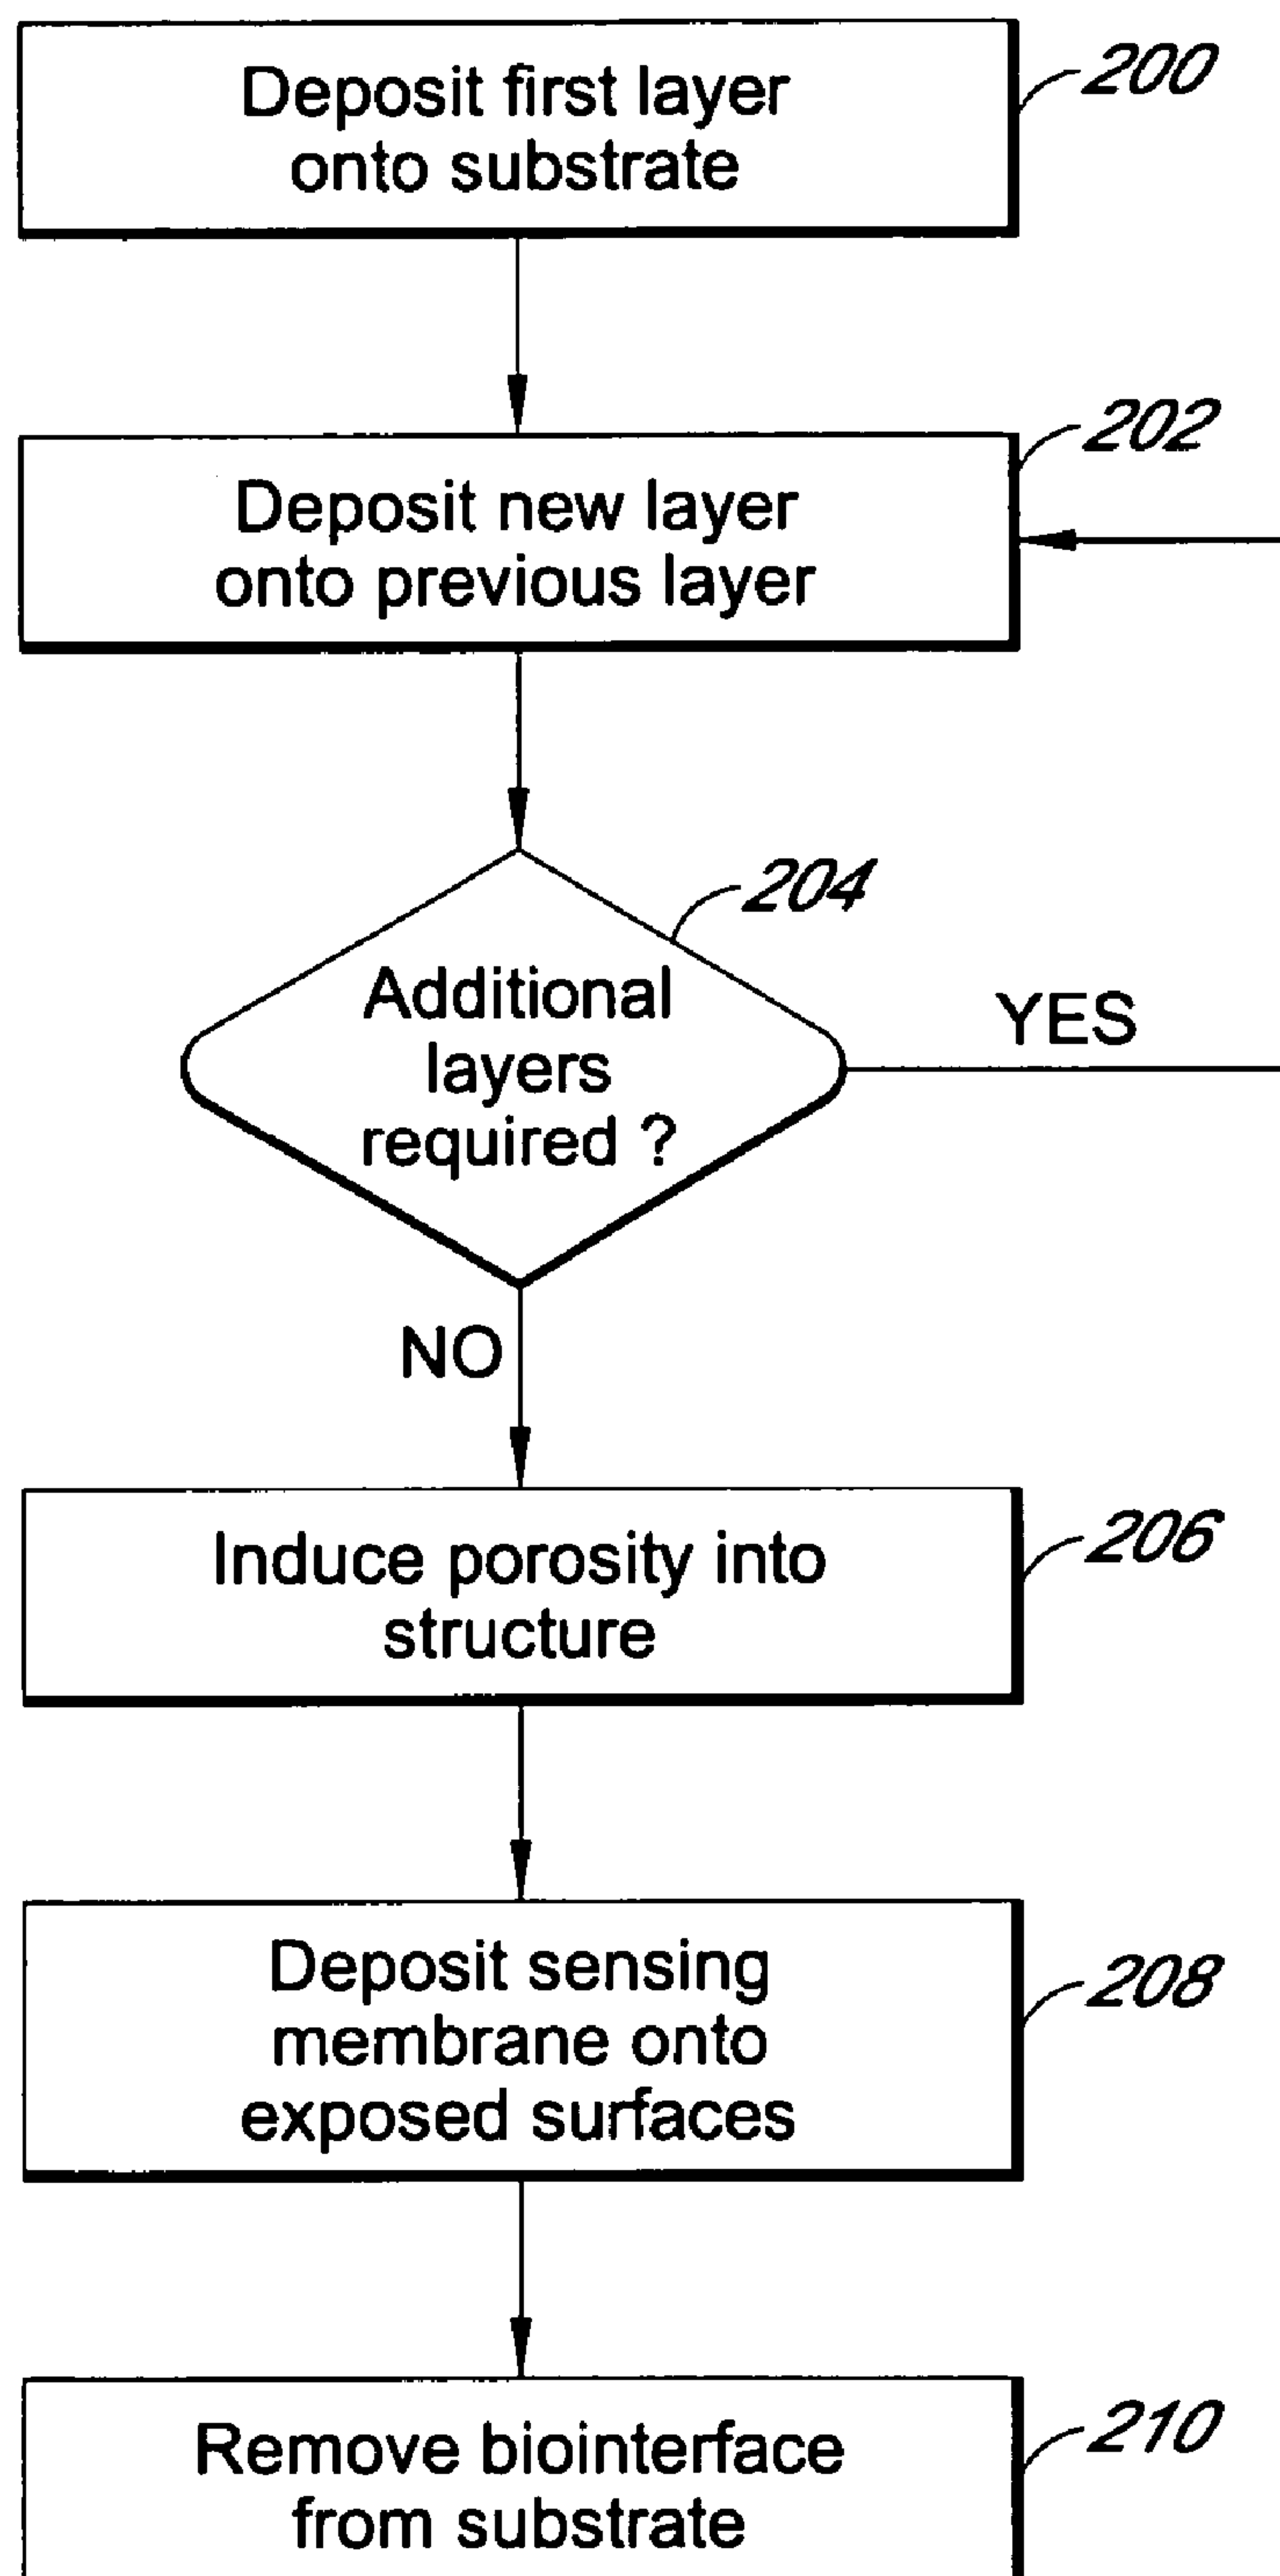 Deposit first layer
onto substrate
200
Deposit new layer
onto previous layer
202
204
Additional
layers
required ?
YES
NO
Induce porosity into
structure
206
Deposit sensing
membrane onto
exposed surfaces
208
Remove biointerface
from substrate
210